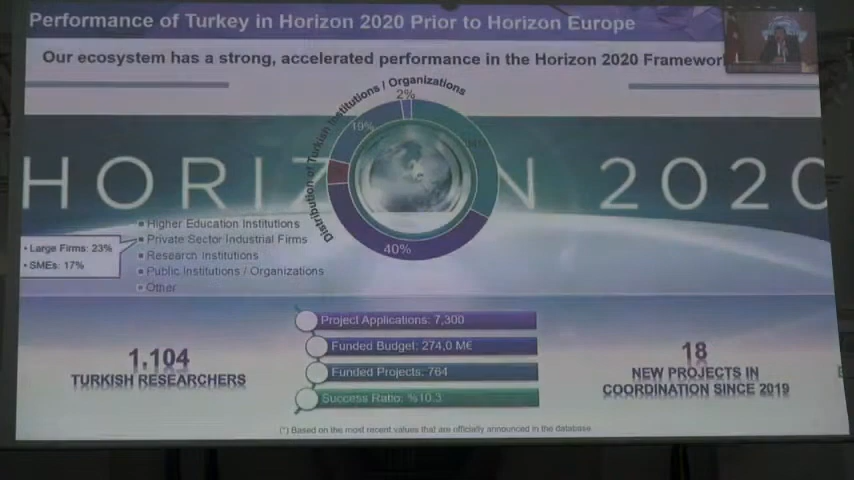 Performance of Turkey in Horizon 2020 Prior to Horizon Europe
Our ecosystem has a strong, accelerated performance in the Horizon 2020 Framewor
Distribution of Turkish Institutions / Organizations
2%
19%
40%
HORIZ N 2020
Higher Education Institutions
Private Sector Industrial Firms
Research Institutions
Public Institutions / Organizations
Other
• Large Firms: 23%
• SMEs: 17%
Project Applications: 7,300
Funded Budget: 274,0 M€
Funded Projects: 764
Success Ratio: %10.3
1.104
TURKISH RESEARCHERS
18
NEW PROJECTS IN
COORDINATION SINCE 2019
(*) Based on the most recent values that are officially announced in the database